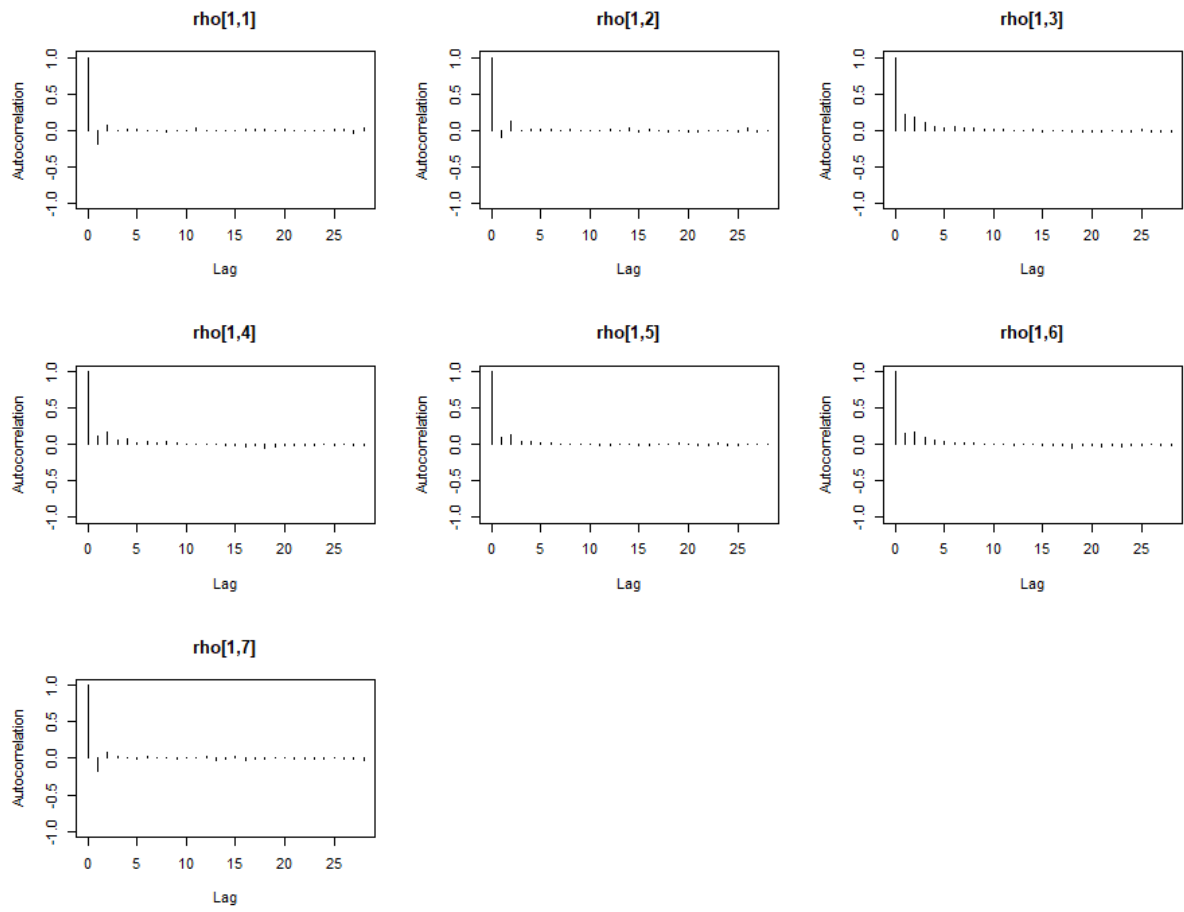 rho[1,1] rho[1,2] rho[1,3]
1.0 1.0 1.0
0.5 0.5 0.5
0.0 0.0 0.0
-0.5 -0.5 -0.5
-1.0 -1.0 -1.0
Autocorrelation Autocorrelation Autocorrelation
0 5 10 15 20 25 0 5 10 15 20 25 0 5 10 15 20 25
Lag Lag Lag
rho[1,4] rho[1,5] rho[1,6]
1.0 1.0 1.0
0.5 0.5 0.5
0.0 0.0 0.0
-0.5 -0.5 -0.5
-1.0 -1.0 -1.0
Autocorrelation Autocorrelation Autocorrelation
0 5 10 15 20 25 0 5 10 15 20 25 0 5 10 15 20 25
Lag Lag Lag
rho[1,7]
1.0
0.5
0.0
-0.5
-1.0
Autocorrelation
0 5 10 15 20 25
Lag